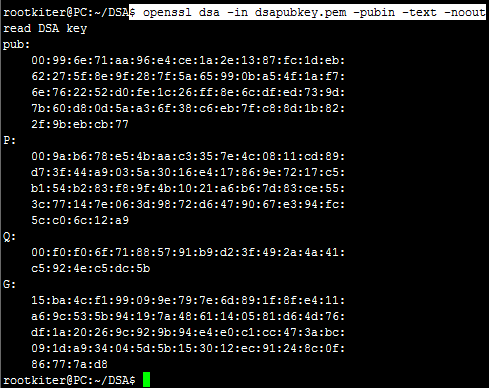 rootkiter@PC:~/DSA$ openssl dsa -in dsapubkey.pem -pubin -text -noout
read DSA key
pub:
00:99:6e:71:aa:96:e4:ce:1a:2e:13:87:fc:1d:eb:
62:27:5f:8e:9f:28:7f:5a:65:99:0b:a5:4f:1a:f7:
6e:76:22:52:d0:fe:1c:26:ff:8e:6c:df:ed:73:9d:
7b:60:d8:0d:5a:a3:6f:38:c6:eb:7f:c8:8d:1b:82:
2f:9b:eb:cb:77
P:
00:9a:b6:78:e5:4b:aa:c3:35:7e:4c:08:11:cd:89:
d7:3f:44:a9:03:5a:30:16:e4:17:86:9e:72:17:c5:
b1:54:b2:83:f8:9f:4b:10:21:a6:b6:7d:83:ce:55:
3c:77:14:7e:06:3d:98:72:d6:47:90:67:e3:94:fc:
5c:c0:6c:12:a9
Q:
00:f0:f0:6f:71:88:57:91:b9:d2:3f:49:2a:4a:41:
c5:92:4e:c5:dc:5b
G:
15:ba:4c:f1:99:09:9e:79:7e:6d:89:1f:8f:e4:11:
a6:9c:53:5b:94:19:7a:48:61:14:05:81:d6:4d:76:
df:1a:20:26:9c:92:9b:94:e4:e0:c1:cc:47:3a:bc:
09:1d:a9:34:04:5d:5b:15:30:12:ec:91:24:8c:0f:
86:77:7a:d8
rootkiter@PC:~/DSA$